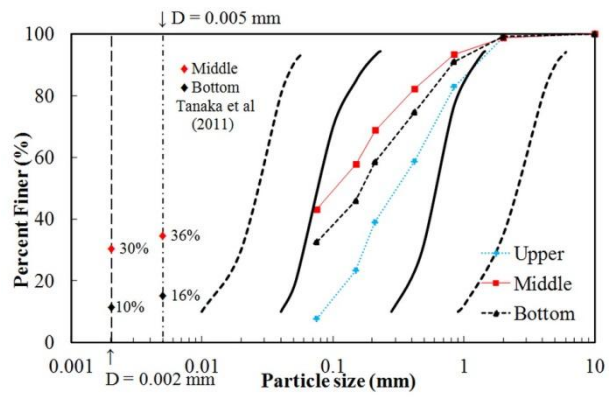 ↓ D = 0.005 mm
100
80
60
40
20
0
Percent Finer (%)
Middle
Bottom
Tanaka et al
(2011)
30%
36%
10%
16%
Upper
Middle
Bottom
0.001
0.01
0.1
1
10
↑
D = 0.002 mm
Particle size (mm)